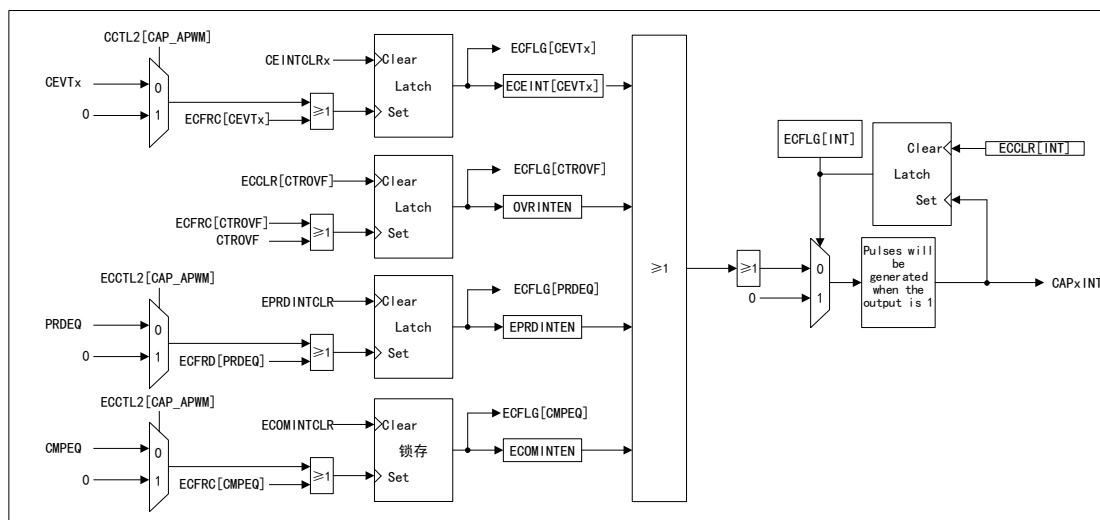 CCTL2[CAP_APWM]
CEVTx
0
0
1
CEINTCLRx
ECFRC[CEVTx]
≥1
Clear
Latch
Set
ECFLG[CEVTx]
ECEINT[CEVTx]
ECCLR[CTROVF]
ECFRC[CTROVF]
CTROVF
≥1
Clear
Latch
Set
ECFLG[CTROVF]
OVRINTEN
ECCTL2[CAP_APWM]
PRDEQ
0
0
1
EPRDINTCLR
ECFRD[PRDEQ]
≥1
Clear
Latch
Set
ECFLG[PRDEQ]
EPRDINTEN
ECCTL2[CAP_APWM]
CMPEQ
0
0
1
ECOMINTCLR
ECFRC[CMPEQ]
≥1
Clear
锁存
Set
ECFLG[CMPEQ]
ECOMINTEN
≥1
≥1
0
0
1
ECFLG[INT]
Clear
Latch
Set
ECCLR[INT]
Pulses will
be
generated
when the
output is 1
CAPxINT